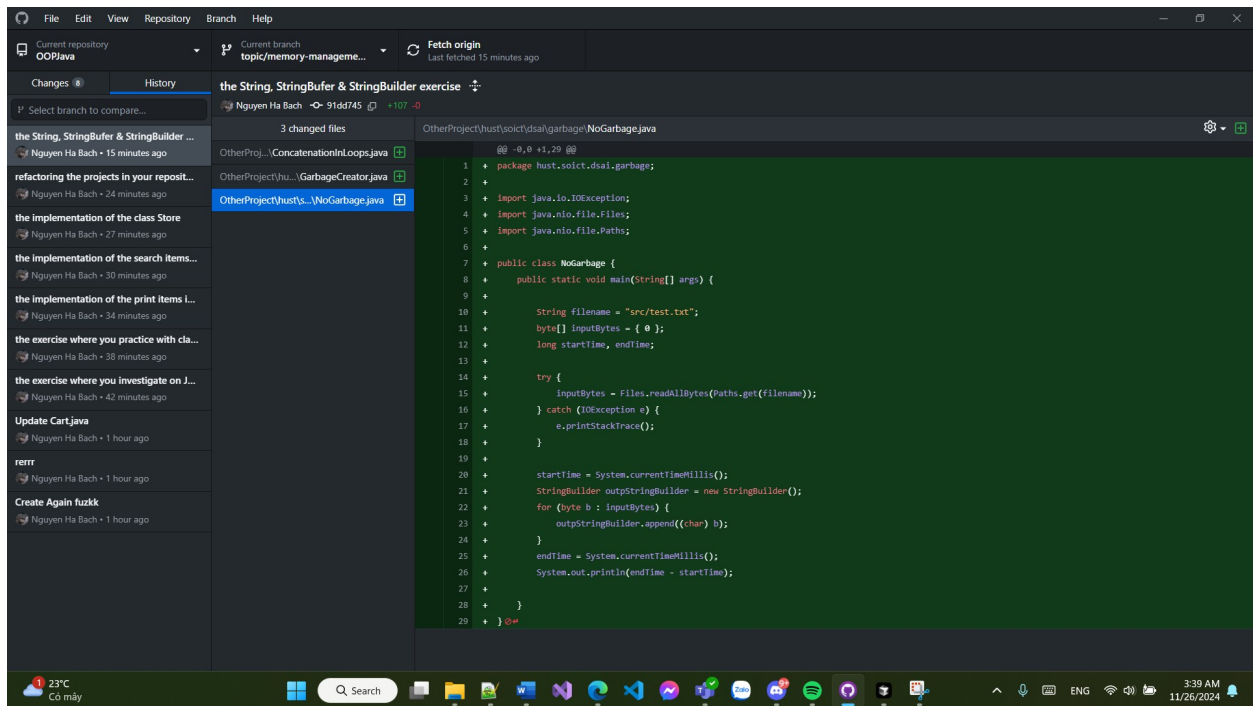 File Edit View Repository Branch Help
Current repository
OOPJava
Current branch
topic/memory-manageme...
Fetch origin
Last fetched 15 minutes ago
Changes 8 History
Select branch to compare...
the String, StringBufer & StringBuilder ...
Nguyen Ha Bach • 15 minutes ago
refactoring the projects in your reposit...
Nguyen Ha Bach • 24 minutes ago
the implementation of the class Store
Nguyen Ha Bach • 27 minutes ago
the implementation of the search items...
Nguyen Ha Bach • 30 minutes ago
the implementation of the print items i...
Nguyen Ha Bach • 34 minutes ago
the exercise where you practice with cla...
Nguyen Ha Bach • 38 minutes ago
the exercise where you investigate on J...
Nguyen Ha Bach • 42 minutes ago
Update Cart.java
Nguyen Ha Bach • 1 hour ago
rerrr
Nguyen Ha Bach • 1 hour ago
Create Again fuzkk
Nguyen Ha Bach • 1 hour ago
the String, StringBufer & StringBuilder exercise
Nguyen Ha Bach 91dd745 +107 -0
3 changed files
OtherProj...\ConcatenationInLoops.java
OtherProject\hu...\GarbageCreator.java
OtherProject\hust\s...\NoGarbage.java
OtherProject\hust\soict\dsai\garbage\NoGarbage.java
@@ -0,0 +1,29 @@
1 + package hust.soict.dsai.garbage;
2 +
3 + import java.io.IOException;
4 + import java.nio.file.Files;
5 + import java.nio.file.Paths;
6 +
7 + public class NoGarbage {
8 + public static void main(String[] args) {
9 +
10 + String filename = "src/test.txt";
11 + byte[] inputBytes = { 0 };
12 + long startTime, endTime;
13 +
14 + try {
15 + inputBytes = Files.readAllBytes(Paths.get(filename));
16 + } catch (IOException e) {
17 + e.printStackTrace();
18 + }
19 +
20 + startTime = System.currentTimeMillis();
21 + StringBuilder outpStringBuilder = new StringBuilder();
22 + for (byte b : inputBytes) {
23 + outpStringBuilder.append((char) b);
24 + }
25 + endTime = System.currentTimeMillis();
26 + System.out.println(endTime - startTime);
27 +
28 + }
29 + }
1
23°C
Có mây
Search
Zalo
ENG
3:39 AM
11/26/2024